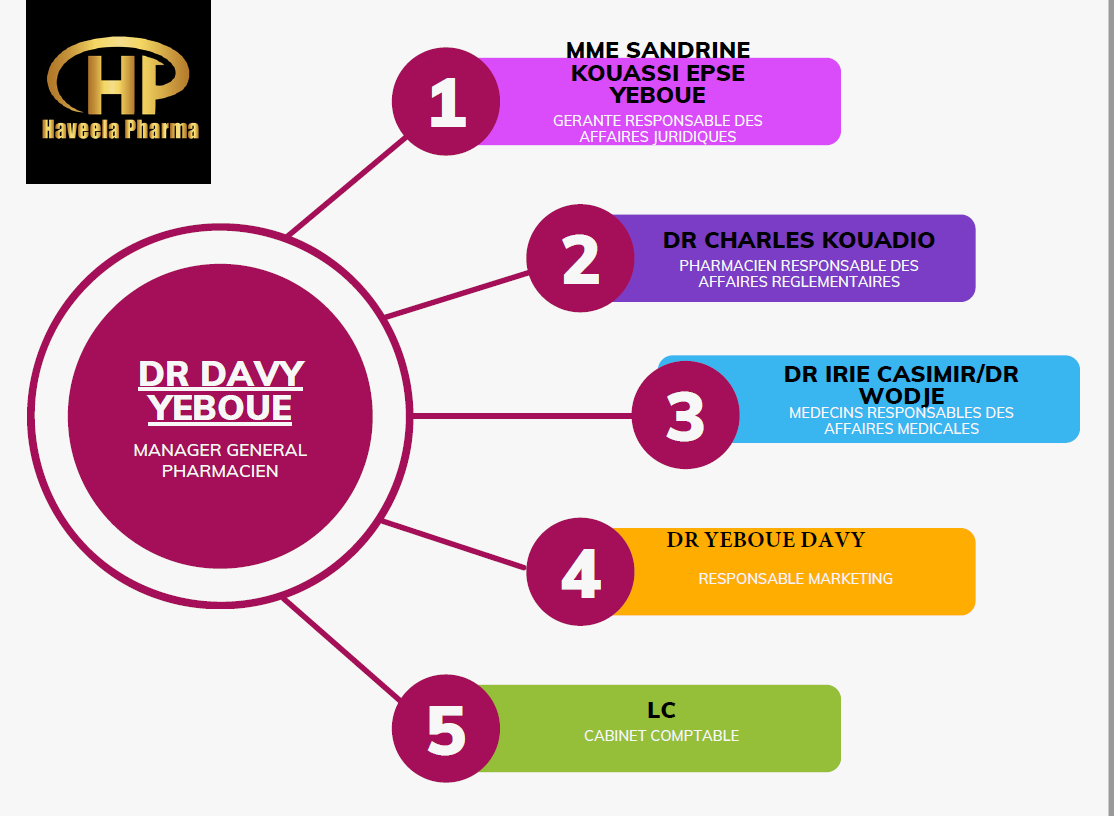 HP
Haveela Pharma
DR DAVY
YEBOUE
MANAGER GENERAL
PHARMACIEN
1
MME SANDRINE
KOUASSI EPSE
YEBOUE
GERANTE RESPONSABLE DES
AFFAIRES JURIDIQUES
2
DR CHARLES KOUADIO
PHARMACIEN RESPONSABLE DES
AFFAIRES REGLEMENTAIRES
3
DR IRIE CASIMIR/DR
WODJE
MEDECINS RESPONSABLES DES
AFFAIRES MEDICALES
4
DR YEBOUE DAVY
RESPONSABLE MARKETING
5
LC
CABINET COMPTABLE